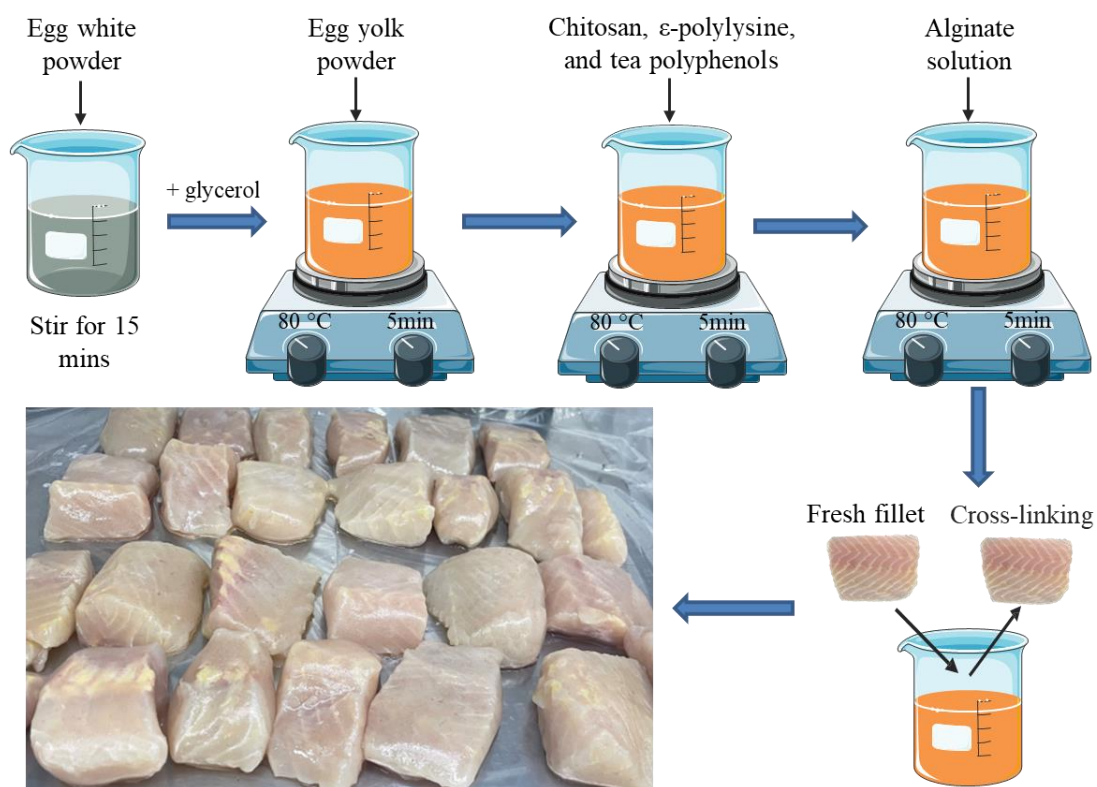 Egg white
powder
Egg yolk
powder
Chitosan, ε-polylysine,
and tea polyphenols
Alginate
solution
+ glycerol
Stir for 15
mins
80 °C
5min
80 °C
5min
80 °C
5min
Fresh fillet
Cross-linking